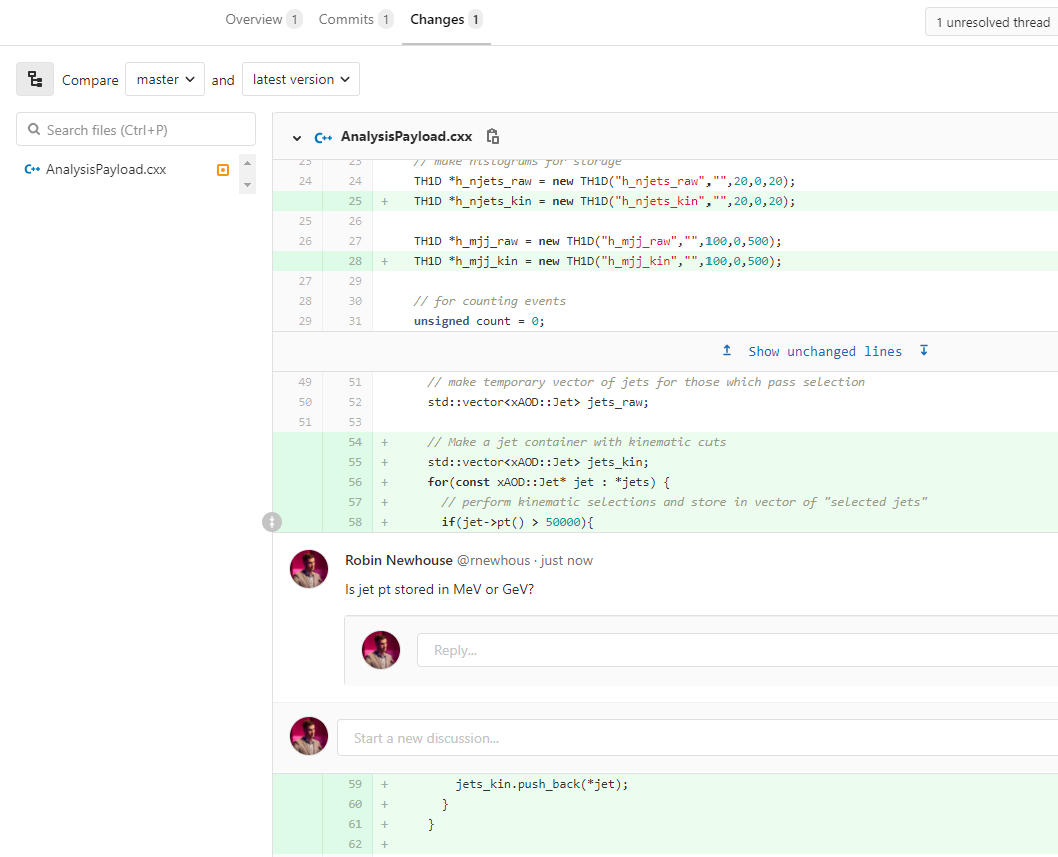 Overview 1 Commits 1 Changes 1
1 unresolved thread
Compare master and latest version
Search files (Ctrl+P)
C++ AnalysisPayload.cxx
C++ AnalysisPayload.cxx
23 23 // make histograms for storage
24 24 TH1D *h_njets_raw = new TH1D("h_njets_raw","",20,0,20);
25 + TH1D *h_njets_kin = new TH1D("h_njets_kin","",20,0,20);
25 26
26 27 TH1D *h_mjj_raw = new TH1D("h_mjj_raw","",100,0,500);
28 + TH1D *h_mjj_kin = new TH1D("h_mjj_kin","",100,0,500);
27 29
28 30 // for counting events
29 31 unsigned count = 0;
Show unchanged lines
49 51 // make temporary vector of jets for those which pass selection
50 52 std::vector<xAOD::Jet> jets_raw;
51 53
54 + // Make a jet container with kinematic cuts
55 + std::vector<xAOD::Jet> jets_kin;
56 + for(const xAOD::Jet* jet : *jets) {
57 + // perform kinematic selections and store in vector of "selected jets"
58 + if(jet->pt() > 50000){
Robin Newhouse @rnewhous · just now
Is jet pt stored in MeV or GeV?
Reply...
Start a new discussion...
59 + jets_kin.push_back(*jet);
60 + }
61 + }
62 +